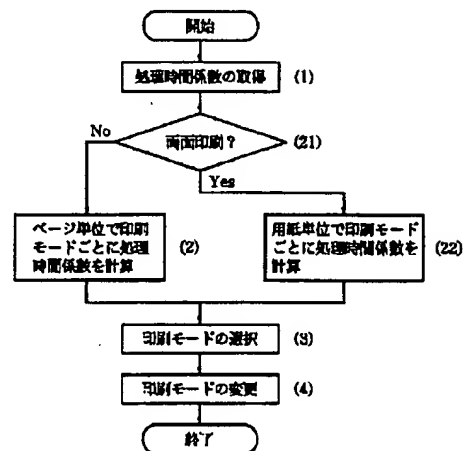 開始
処理時間係数の取得
(1)
両面印刷？
(21)
No
Yes
ページ単位で印刷
モードごとに処理
時間係数を計算
(2)
用紙単位で印刷モード
ごとに処理時間係数を
計算
(22)
印刷モードの選択
(3)
印刷モードの変更
(4)
終了